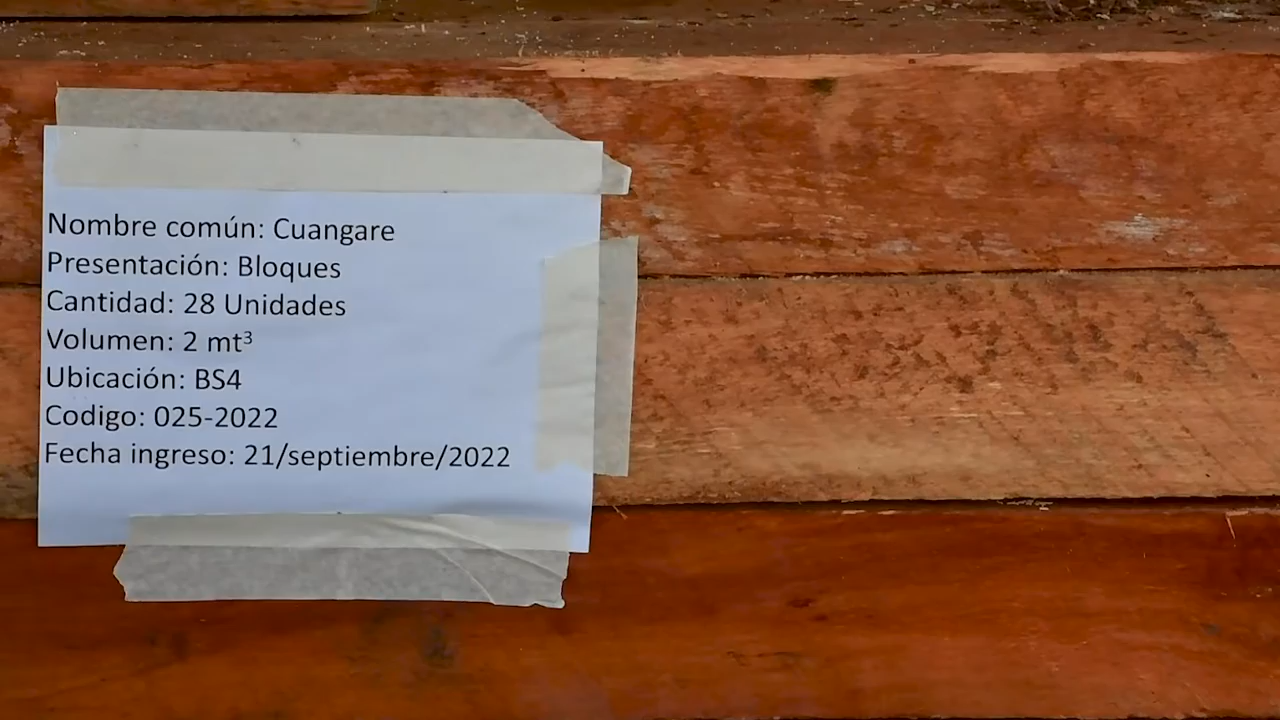 Nombre común: Cuangare
Presentación: Bloques
Cantidad: 28 Unidades
Volumen: 2 mt³
Ubicación: BS4
Codigo: 025-2022
Fecha ingreso: 21/septiembre/2022